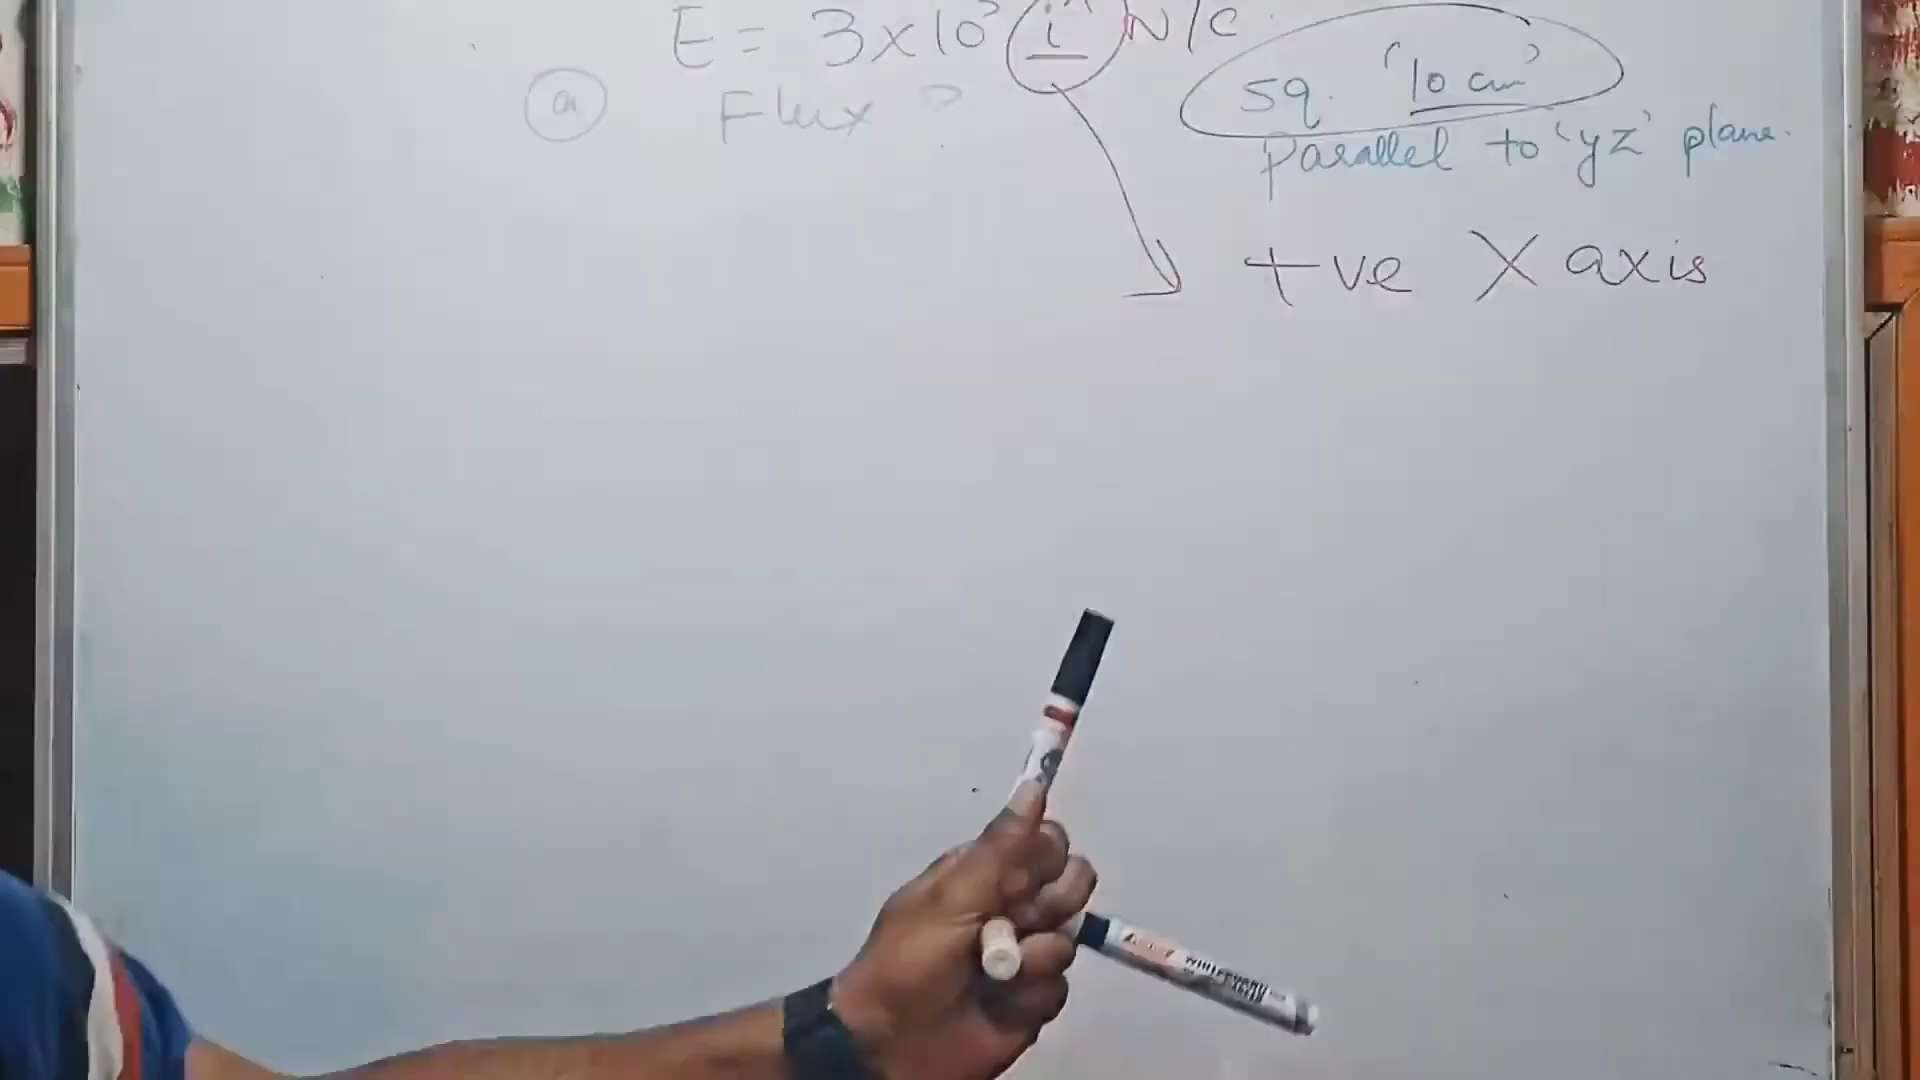 E = 3x10³ i^ N/C
(a) Flux ?
sq. '10 cm'
parallel to 'yz' plane.
+ve X axis